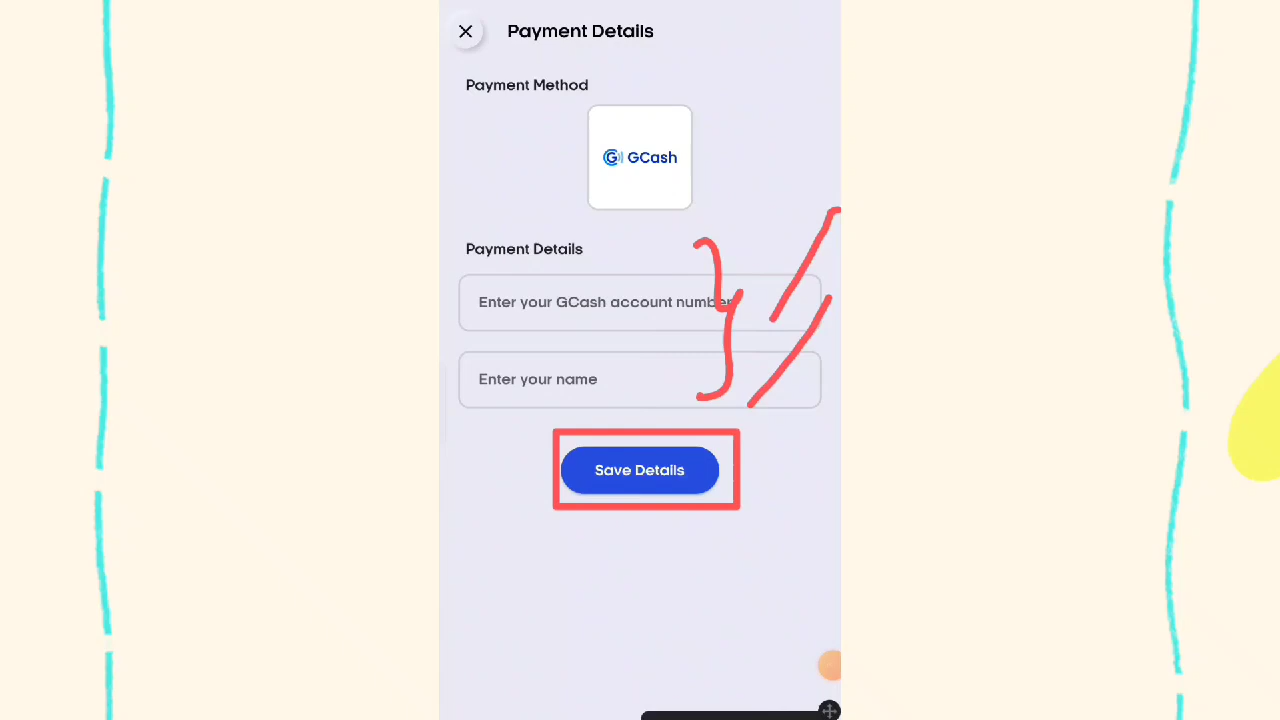 Payment Details
Payment Method
GCash
Payment Details
Enter your GCash account number
Enter your name
Save Details